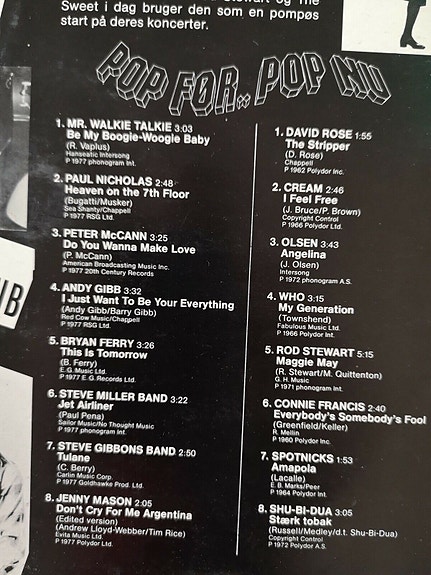 Stewart og The
Sweet i dag bruger den som en pompøs
start på deres koncerter.
POP FØR.. POP NU
1. MR. WALKIE TALKIE 3:03
Be My Boogie-Woogie Baby
(R. Vaplus)
Hanseatic Intersong
P 1977 phonogram Int.
2. PAUL NICHOLAS 2:48
Heaven on the 7th Floor
(Bugatti/Musker)
Sea Shanty/Chappell
P 1977 RSG Ltd.
3. PETER McCANN 3:25
Do You Wanna Make Love
(P. McCann)
American Broadcasting Music Inc.
P 1977 20th Century Records
4. ANDY GIBB 3:32
I Just Want To Be Your Everything
(Andy Gibb/Barry Gibb)
Red Cow Music/Chappell
P 1977 RSG Ltd.
5. BRYAN FERRY 3:26
This Is Tomorrow
(B. Ferry)
E.G. Music Ltd.
P 1977 E.G. Records Ltd.
6. STEVE MILLER BAND 3:22
Jet Airliner
(Paul Pena)
Sailor Music/No Thought Music
P 1977 phonogram Int.
7. STEVE GIBBONS BAND 2:50
Tulane
(C. Berry)
Carlin Music Corp.
P 1977 Goldhawke Prod. Ltd.
8. JENNY MASON 2:05
Don't Cry For Me Argentina
(Edited version)
(Andrew Lloyd-Webber/Tim Rice)
Evita Music Ltd.
P 1977 Polydor Ltd.
1. DAVID ROSE 1:55
The Stripper
(D. Rose)
Chappell
P 1962 Polydor Inc.
2. CREAM 2:46
I Feel Free
(J. Bruce/P. Brown)
Copyright Control
P 1966 Polydor Ltd.
3. OLSEN 3:43
Angelina
(J. Olsen)
Intersong
P 1972 phonogram A.S.
4. WHO 3:15
My Generation
(Townshend)
Fabulous Music Ltd.
P 1966 Polydor Int.
5. ROD STEWART 5:15
Maggie May
(R. Stewart/M. Quittenton)
G.H. Music
P 1971 phonogram Int.
6. CONNIE FRANCIS 2:40
Everybody's Somebody's Fool
(Greenfield/Keller)
R. Mellin
P 1960 Polydor Inc.
7. SPOTNICKS 1:53
Amapola
(Lacalle)
E.B. Marks/Peer
P 1964 Polydor Int.
8. SHU-BI-DUA 3:05
Stærk tobak
(Russell/Medley/d.t. Shu-Bi-Dua)
Copyright Control
P 1972 Polydor A.S.
UB